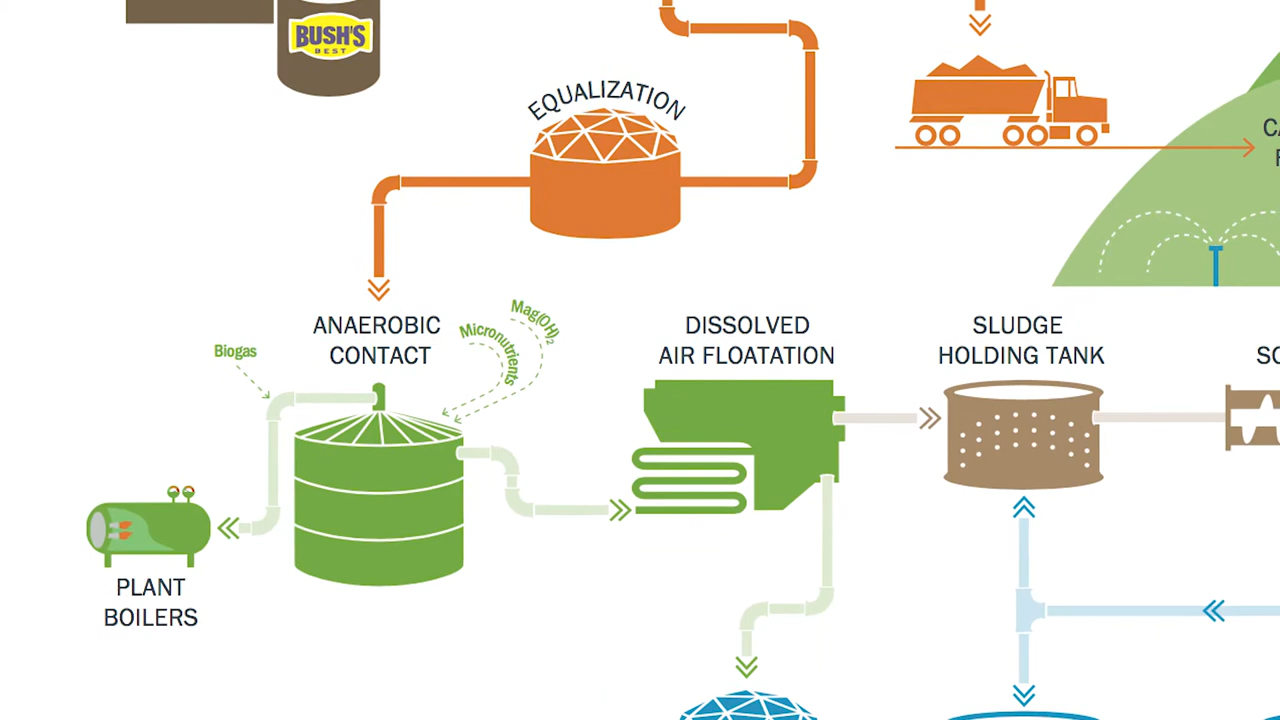 BUSH'S
BEST
EQUALIZATION
ANAEROBIC
CONTACT
Biogas
Micronutrients
Mag(OH)2
DISSOLVED
AIR FLOATATION
SLUDGE
HOLDING TANK
PLANT
BOILERS